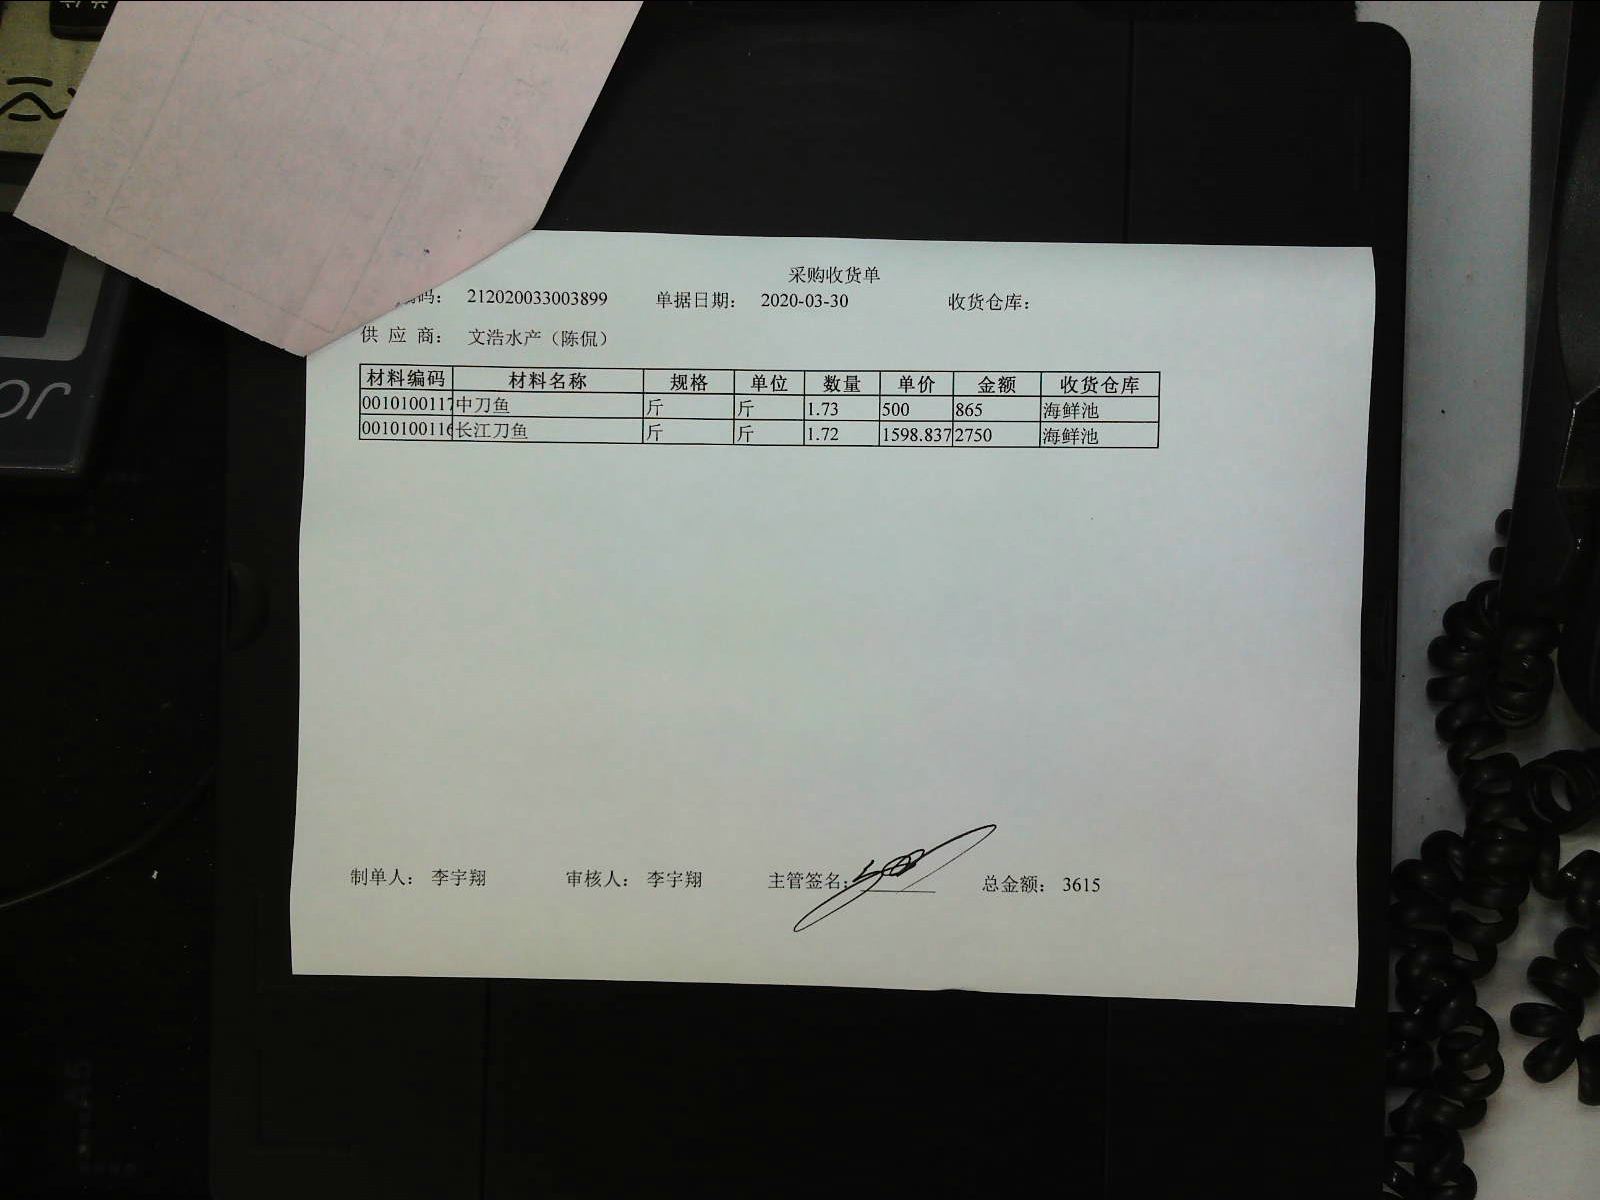 采购收货单
编码： 212020033003899 单据日期： 2020-03-30 收货仓库：
供 应 商： 文浩水产（陈侃）
材料编码 材料名称 规格 单位 数量 单价 金额 收货仓库
0010100117 中刀鱼 斤 斤 1.73 500 865 海鲜池
0010100116 长江刀鱼 斤 斤 1.72 1598.837 2750 海鲜池
制单人： 李宇翔 审核人： 李宇翔 主管签名： 总金额： 3615